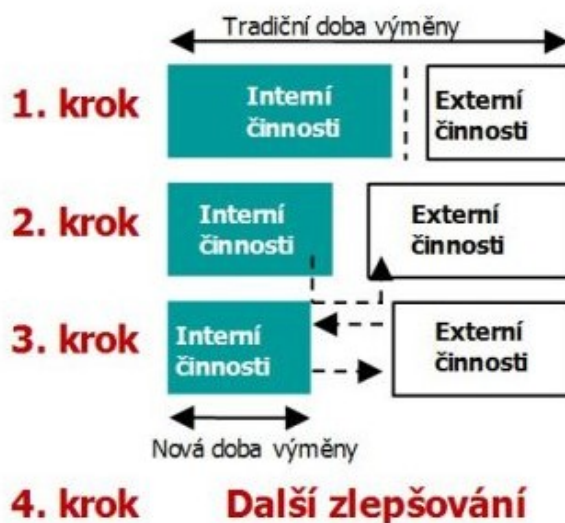 Tradiční doba výměny
1. krok
Interní
činnosti
Externí
činnosti
2. krok
Interní
činnosti
Externí
činnosti
3. krok
Interní
činnosti
Externí
činnosti
Nová doba výměny
4. krok Další zlepšování